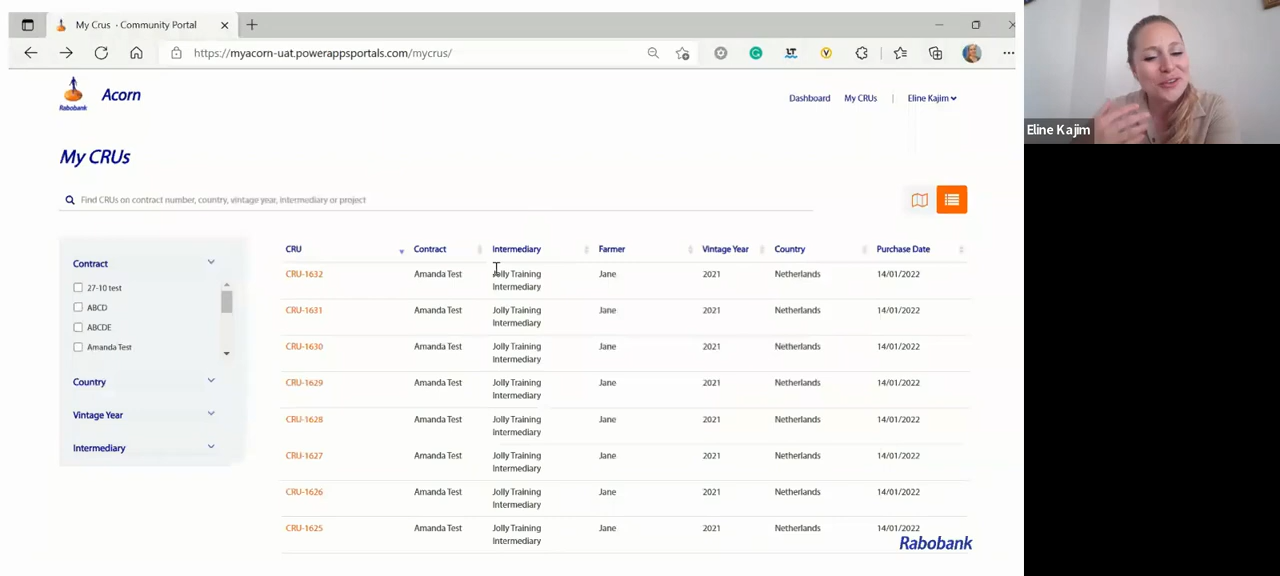 My Crus · Community Portal
https://myacorn-uat.powerappsportals.com/mycrus/
Rabobank
Acorn
Dashboard My CRUs | Eline Kajim
Eline Kajim
My CRUs
Find CRUs on contract number, country, vintage year, intermediary or project
Contract
27-10 test
ABCD
ABCDE
Amanda Test
Country
Vintage Year
Intermediary
CRU Contract Intermediary Farmer Vintage Year Country Purchase Date
CRU-1632 Amanda Test Jolly Training Jane 2021 Netherlands 14/01/2022
Intermediary
CRU-1631 Amanda Test Jolly Training Jane 2021 Netherlands 14/01/2022
Intermediary
CRU-1630 Amanda Test Jolly Training Jane 2021 Netherlands 14/01/2022
Intermediary
CRU-1629 Amanda Test Jolly Training Jane 2021 Netherlands 14/01/2022
Intermediary
CRU-1628 Amanda Test Jolly Training Jane 2021 Netherlands 14/01/2022
Intermediary
CRU-1627 Amanda Test Jolly Training Jane 2021 Netherlands 14/01/2022
Intermediary
CRU-1626 Amanda Test Jolly Training Jane 2021 Netherlands 14/01/2022
Intermediary
CRU-1625 Amanda Test Jolly Training Jane 2021 Netherlands 14/01/2022
Intermediary
Rabobank